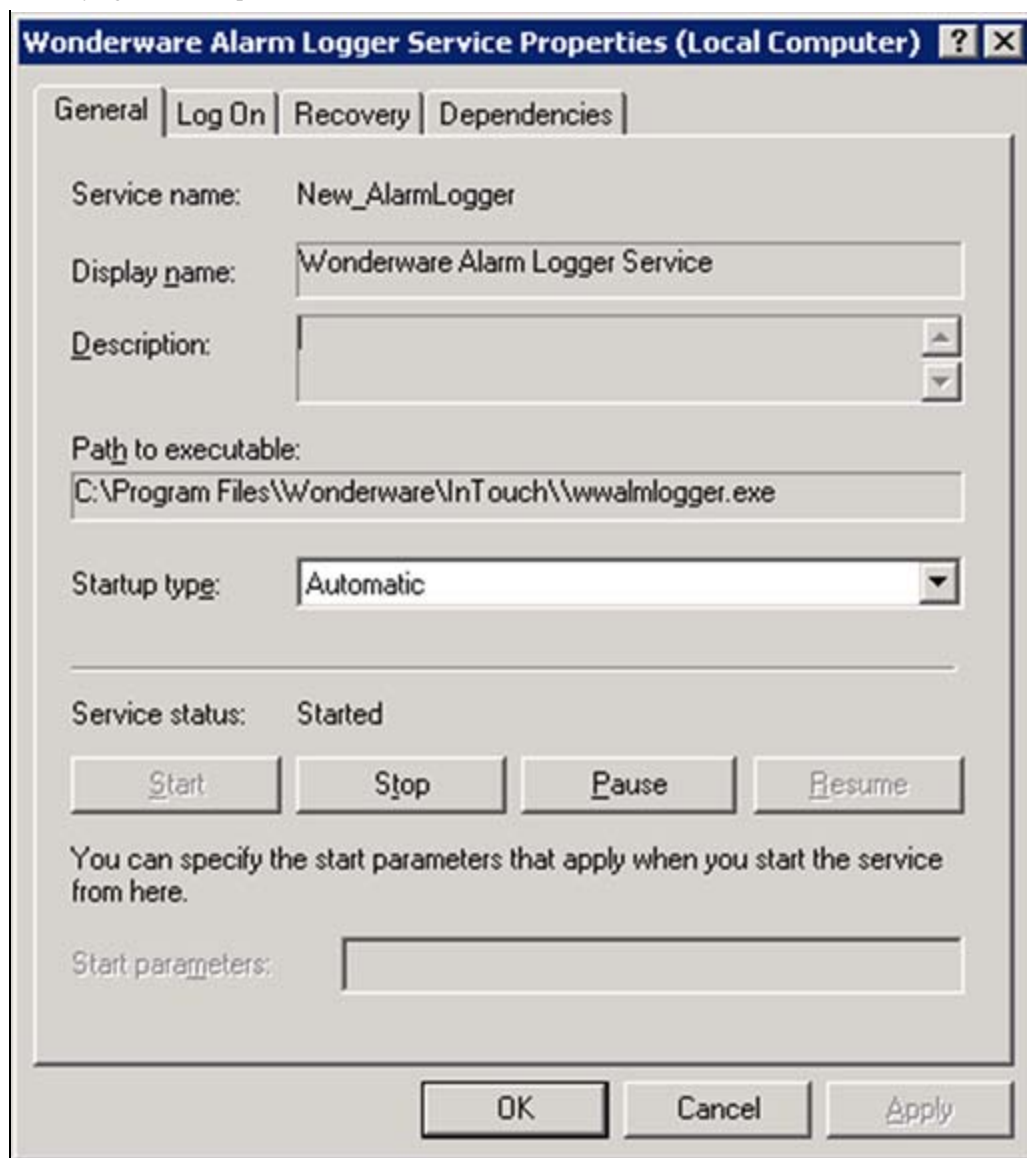 Wonderware Alarm Logger Service Properties (Local Computer) ? X
General Log On Recovery Dependencies
Service name: New_AlarmLogger
Display name: Wonderware Alarm Logger Service
Description:
Path to executable:
C:\Program Files\Wonderware\InTouch\\wwalmlogger.exe
Startup type: Automatic
Service status: Started
Start Stop Pause Resume
You can specify the start parameters that apply when you start the service
from here.
Start parameters:
OK Cancel Apply